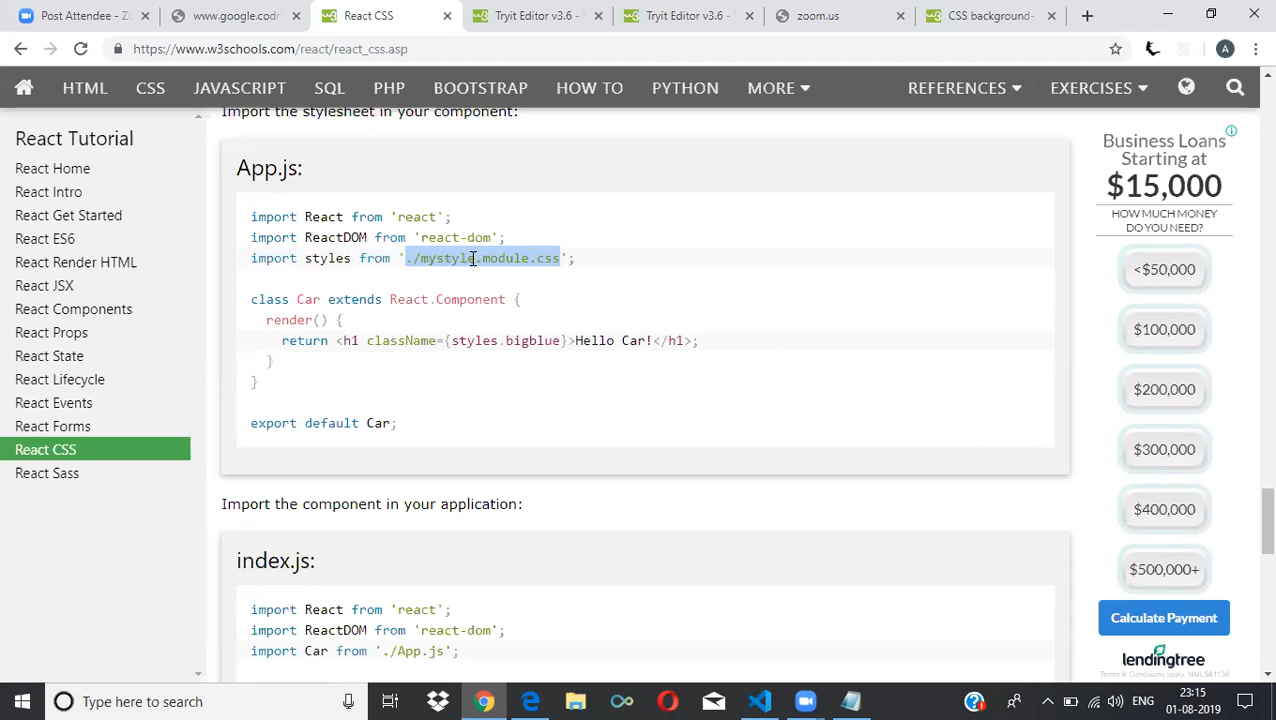 Post Attendee - Z
www.google.codr
React CSS
Tryit Editor v3.6 - S
Tryit Editor v3.6 - 
zoom.us
CSS background-
https://www.w3schools.com/react/react_css.asp
A
HTML CSS JAVASCRIPT SQL PHP BOOTSTRAP HOW TO PYTHON MORE REFERENCES EXERCISES
React Tutorial
React Home
React Intro
React Get Started
React ES6
React Render HTML
React JSX
React Components
React Props
React State
React Lifecycle
React Events
React Forms
React CSS
React Sass
Import the stylesheet in your component:
App.js:
import React from 'react';
import ReactDOM from 'react-dom';
import styles from './mystyle.module.css';
class Car extends React.Component {
render() {
return <h1 className={styles.bigblue}>Hello Car!</h1>;
}
}
export default Car;
Import the component in your application:
index.js:
import React from 'react';
import ReactDOM from 'react-dom';
import Car from './App.js';
Business Loans
Starting at
$15,000
HOW MUCH MONEY
DO YOU NEED?
<$50,000
$100,000
$200,000
$300,000
$400,000
$500,000+
Calculate Payment
lendingtree
Terms & Conditions apply. NMLS#1136
Type here to search
ENG
23:15
01-08-2019